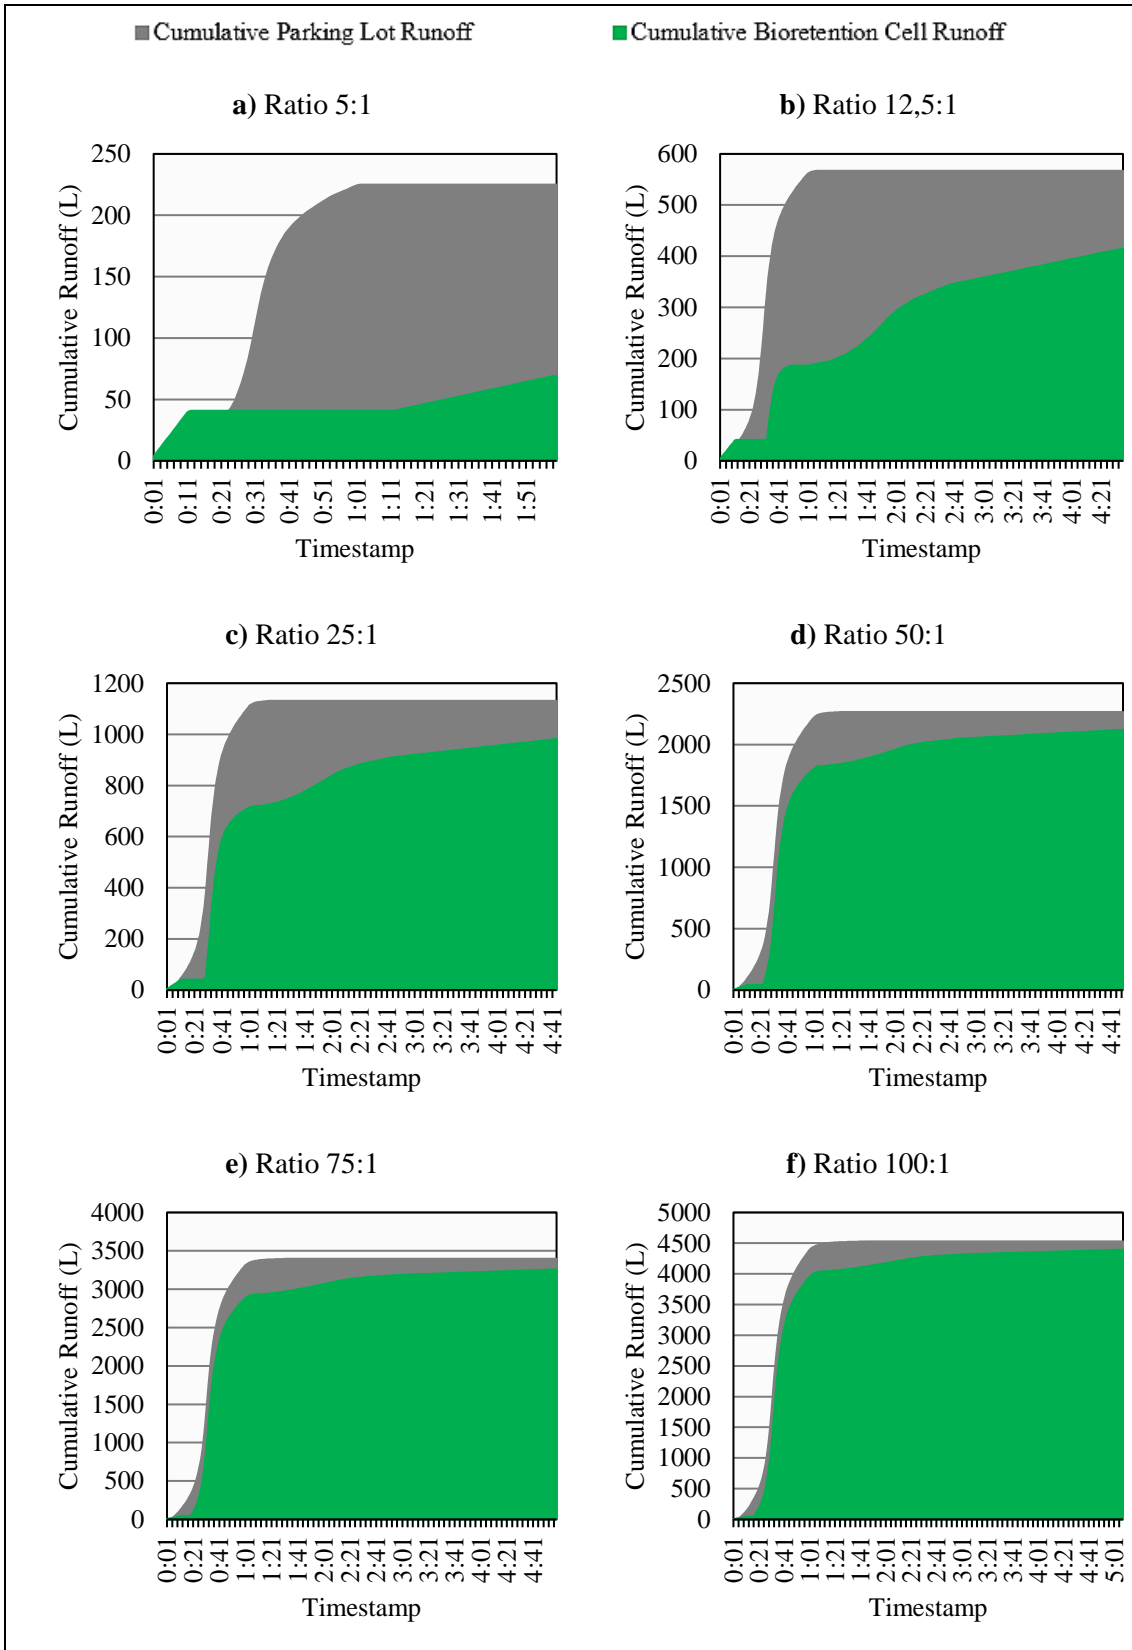 Cumulative Parking Lot Runoff
Cumulative Bioretention Cell Runoff
a) Ratio 5:1
Cumulative Runoff (L)
250
200
150
100
50
0
0:01 0:11 0:21 0:31 0:41 0:51 1:01 1:11 1:21 1:31 1:41 1:51
Timestamp
b) Ratio 12,5:1
Cumulative Runoff (L)
600
500
400
300
200
100
0
0:01 0:21 0:41 1:01 1:21 1:41 2:01 2:21 2:41 3:01 3:21 3:41 4:01 4:21
Timestamp
c) Ratio 25:1
Cumulative Runoff (L)
1200
1000
800
600
400
200
0
0:01 0:21 0:41 1:01 1:21 1:41 2:01 2:21 2:41 3:01 3:21 3:41 4:01 4:21 4:41
Timestamp
d) Ratio 50:1
Cumulative Runoff (L)
2500
2000
1500
1000
500
0
0:01 0:21 0:41 1:01 1:21 1:41 2:01 2:21 2:41 3:01 3:21 3:41 4:01 4:21 4:41
Timestamp
e) Ratio 75:1
Cumulative Runoff (L)
4000
3500
3000
2500
2000
1500
1000
500
0
0:01 0:21 0:41 1:01 1:21 1:41 2:01 2:21 2:41 3:01 3:21 3:41 4:01 4:21 4:41
Timestamp
f) Ratio 100:1
Cumulative Runoff (L)
5000
4500
4000
3500
3000
2500
2000
1500
1000
500
0
0:01 0:21 0:41 1:01 1:21 1:41 2:01 2:21 2:41 3:01 3:21 3:41 4:01 4:21 4:41 5:01
Timestamp